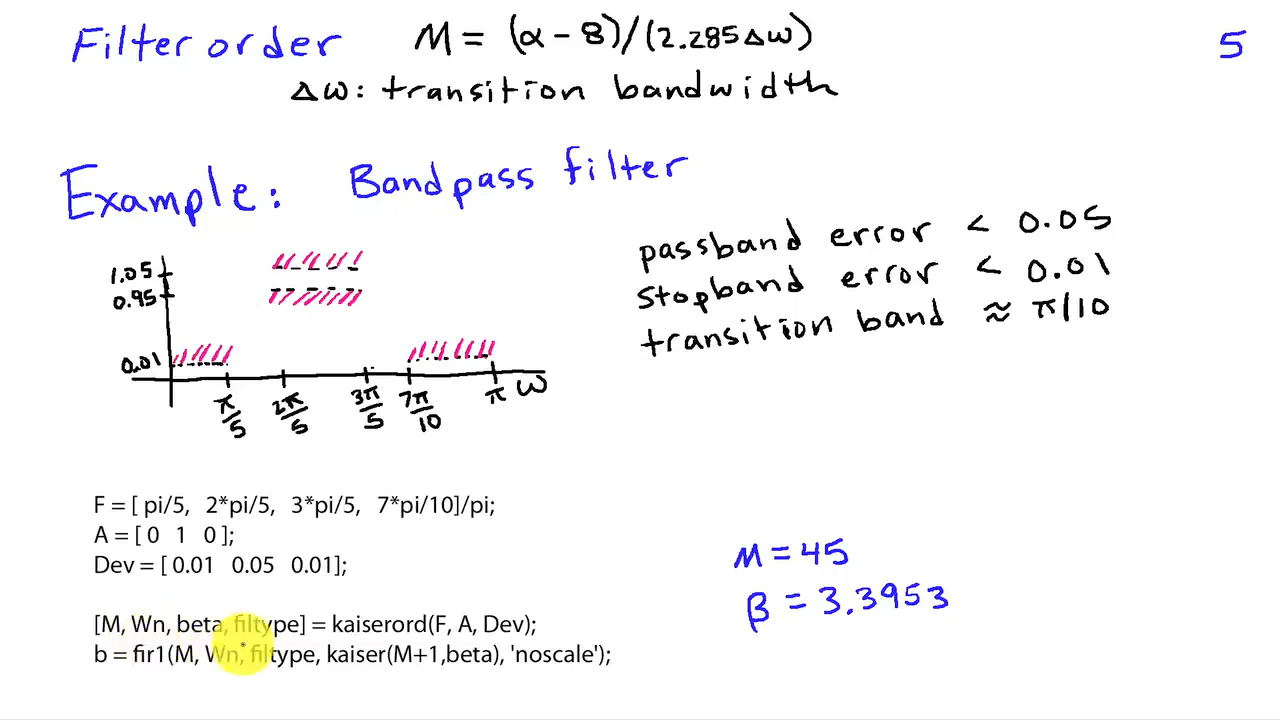 Filter order M = (α - 8)/(2.285Δω)
5
Δω: transition bandwidth
Example: Bandpass filter
passband error < 0.05
stopband error < 0.01
transition band ≈ π/10
1.05
0.95
0.01
π/5 2π/5 3π/5 7π/10 π ω
F = [ pi/5, 2*pi/5, 3*pi/5, 7*pi/10]/pi;
A = [ 0 1 0 ];
Dev = [ 0.01 0.05 0.01];
M = 45
β = 3.3953
[M, Wn, beta, filtype] = kaiserord(F, A, Dev);
b = fir1(M, Wn, filtype, kaiser(M+1,beta), 'noscale');